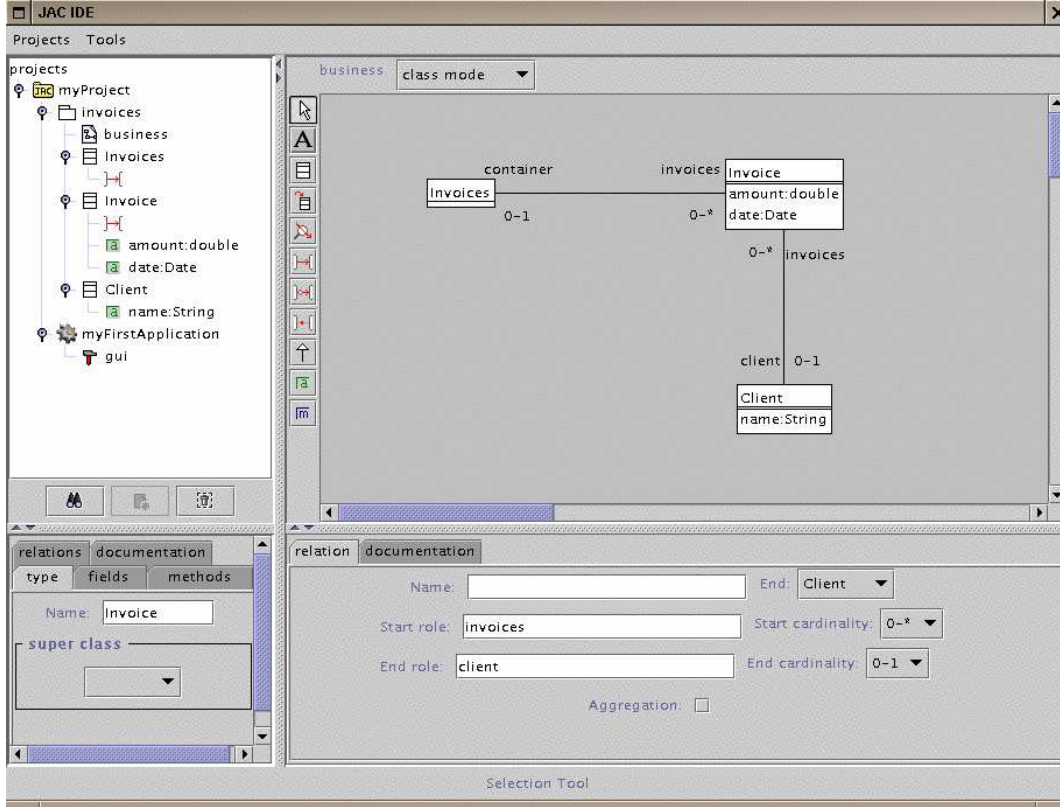 JAC IDE
Projects Tools
projects
JAC myProject
invoices
business
Invoices
Invoice
a amount:double
a date:Date
Client
a name:String
myFirstApplication
gui
business class mode
A
a
m
container
invoices
Invoices
0-1
0-*
Invoice
amount:double
date:Date
0-* invoices
client 0-1
Client
name:String
relations documentation
type fields methods
Name: Invoice
super class
relation documentation
Name:
End: Client
Start role: invoices
Start cardinality: 0-*
End role: client
End cardinality: 0-1
Aggregation:
Selection Tool